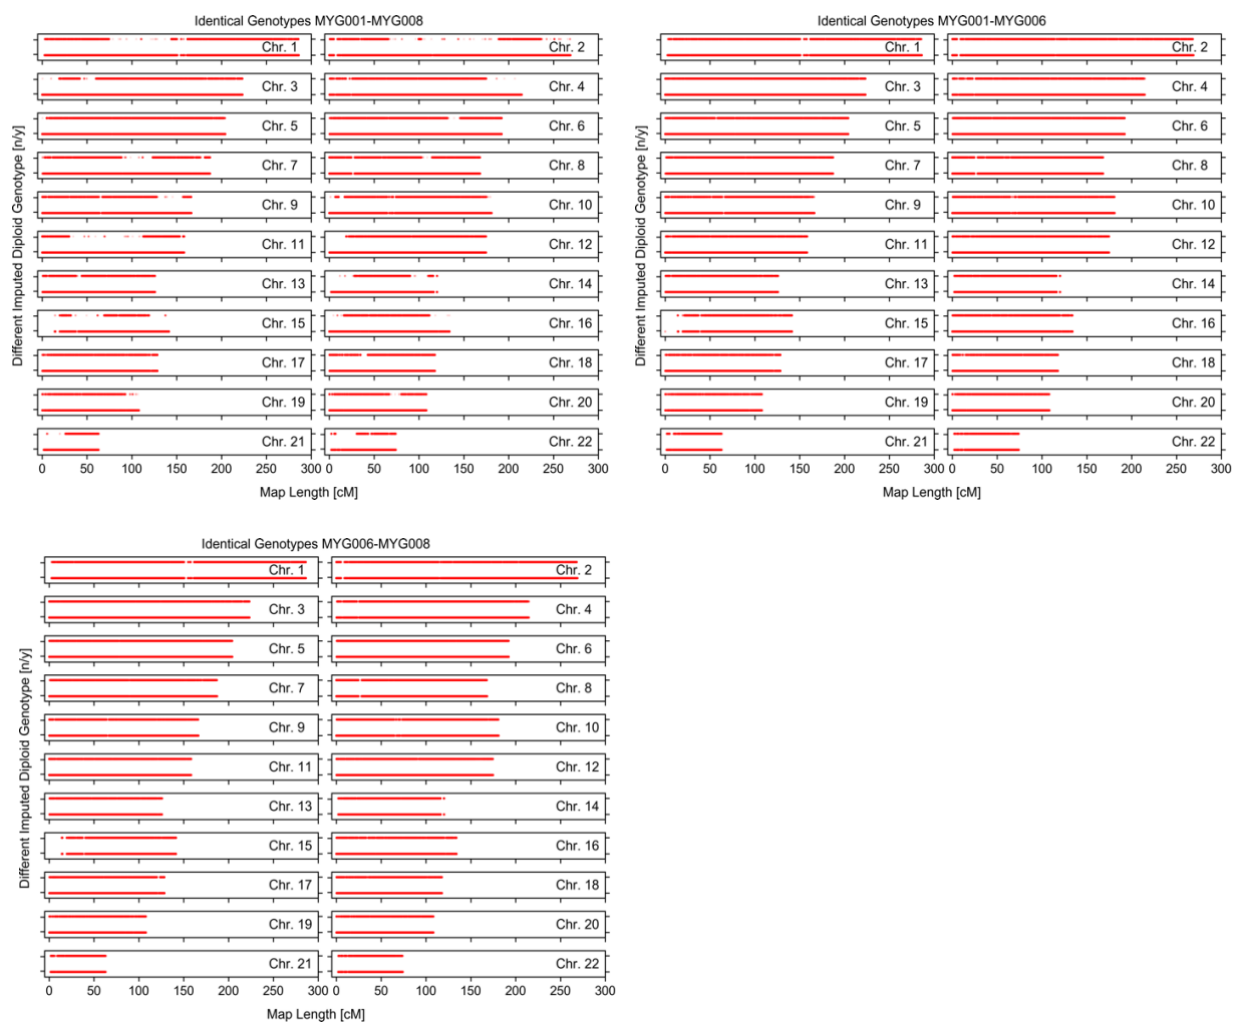 Identical Genotypes MYG001-MYG008
Different Imputed Diploid Genotype [n/y]
Chr. 1
Chr. 2
Chr. 3
Chr. 4
Chr. 5
Chr. 6
Chr. 7
Chr. 8
Chr. 9
Chr. 10
Chr. 11
Chr. 12
Chr. 13
Chr. 14
Chr. 15
Chr. 16
Chr. 17
Chr. 18
Chr. 19
Chr. 20
Chr. 21
Chr. 22
0 50 100 150 200 250 300 0 50 100 150 200 250 300
Map Length [cM]
Identical Genotypes MYG001-MYG006
Different Imputed Diploid Genotype [n/y]
Chr. 1
Chr. 2
Chr. 3
Chr. 4
Chr. 5
Chr. 6
Chr. 7
Chr. 8
Chr. 9
Chr. 10
Chr. 11
Chr. 12
Chr. 13
Chr. 14
Chr. 15
Chr. 16
Chr. 17
Chr. 18
Chr. 19
Chr. 20
Chr. 21
Chr. 22
0 50 100 150 200 250 300 0 50 100 150 200 250 300
Map Length [cM]
Identical Genotypes MYG006-MYG008
Different Imputed Diploid Genotype [n/y]
Chr. 1
Chr. 2
Chr. 3
Chr. 4
Chr. 5
Chr. 6
Chr. 7
Chr. 8
Chr. 9
Chr. 10
Chr. 11
Chr. 12
Chr. 13
Chr. 14
Chr. 15
Chr. 16
Chr. 17
Chr. 18
Chr. 19
Chr. 20
Chr. 21
Chr. 22
0 50 100 150 200 250 300 0 50 100 150 200 250 300
Map Length [cM]